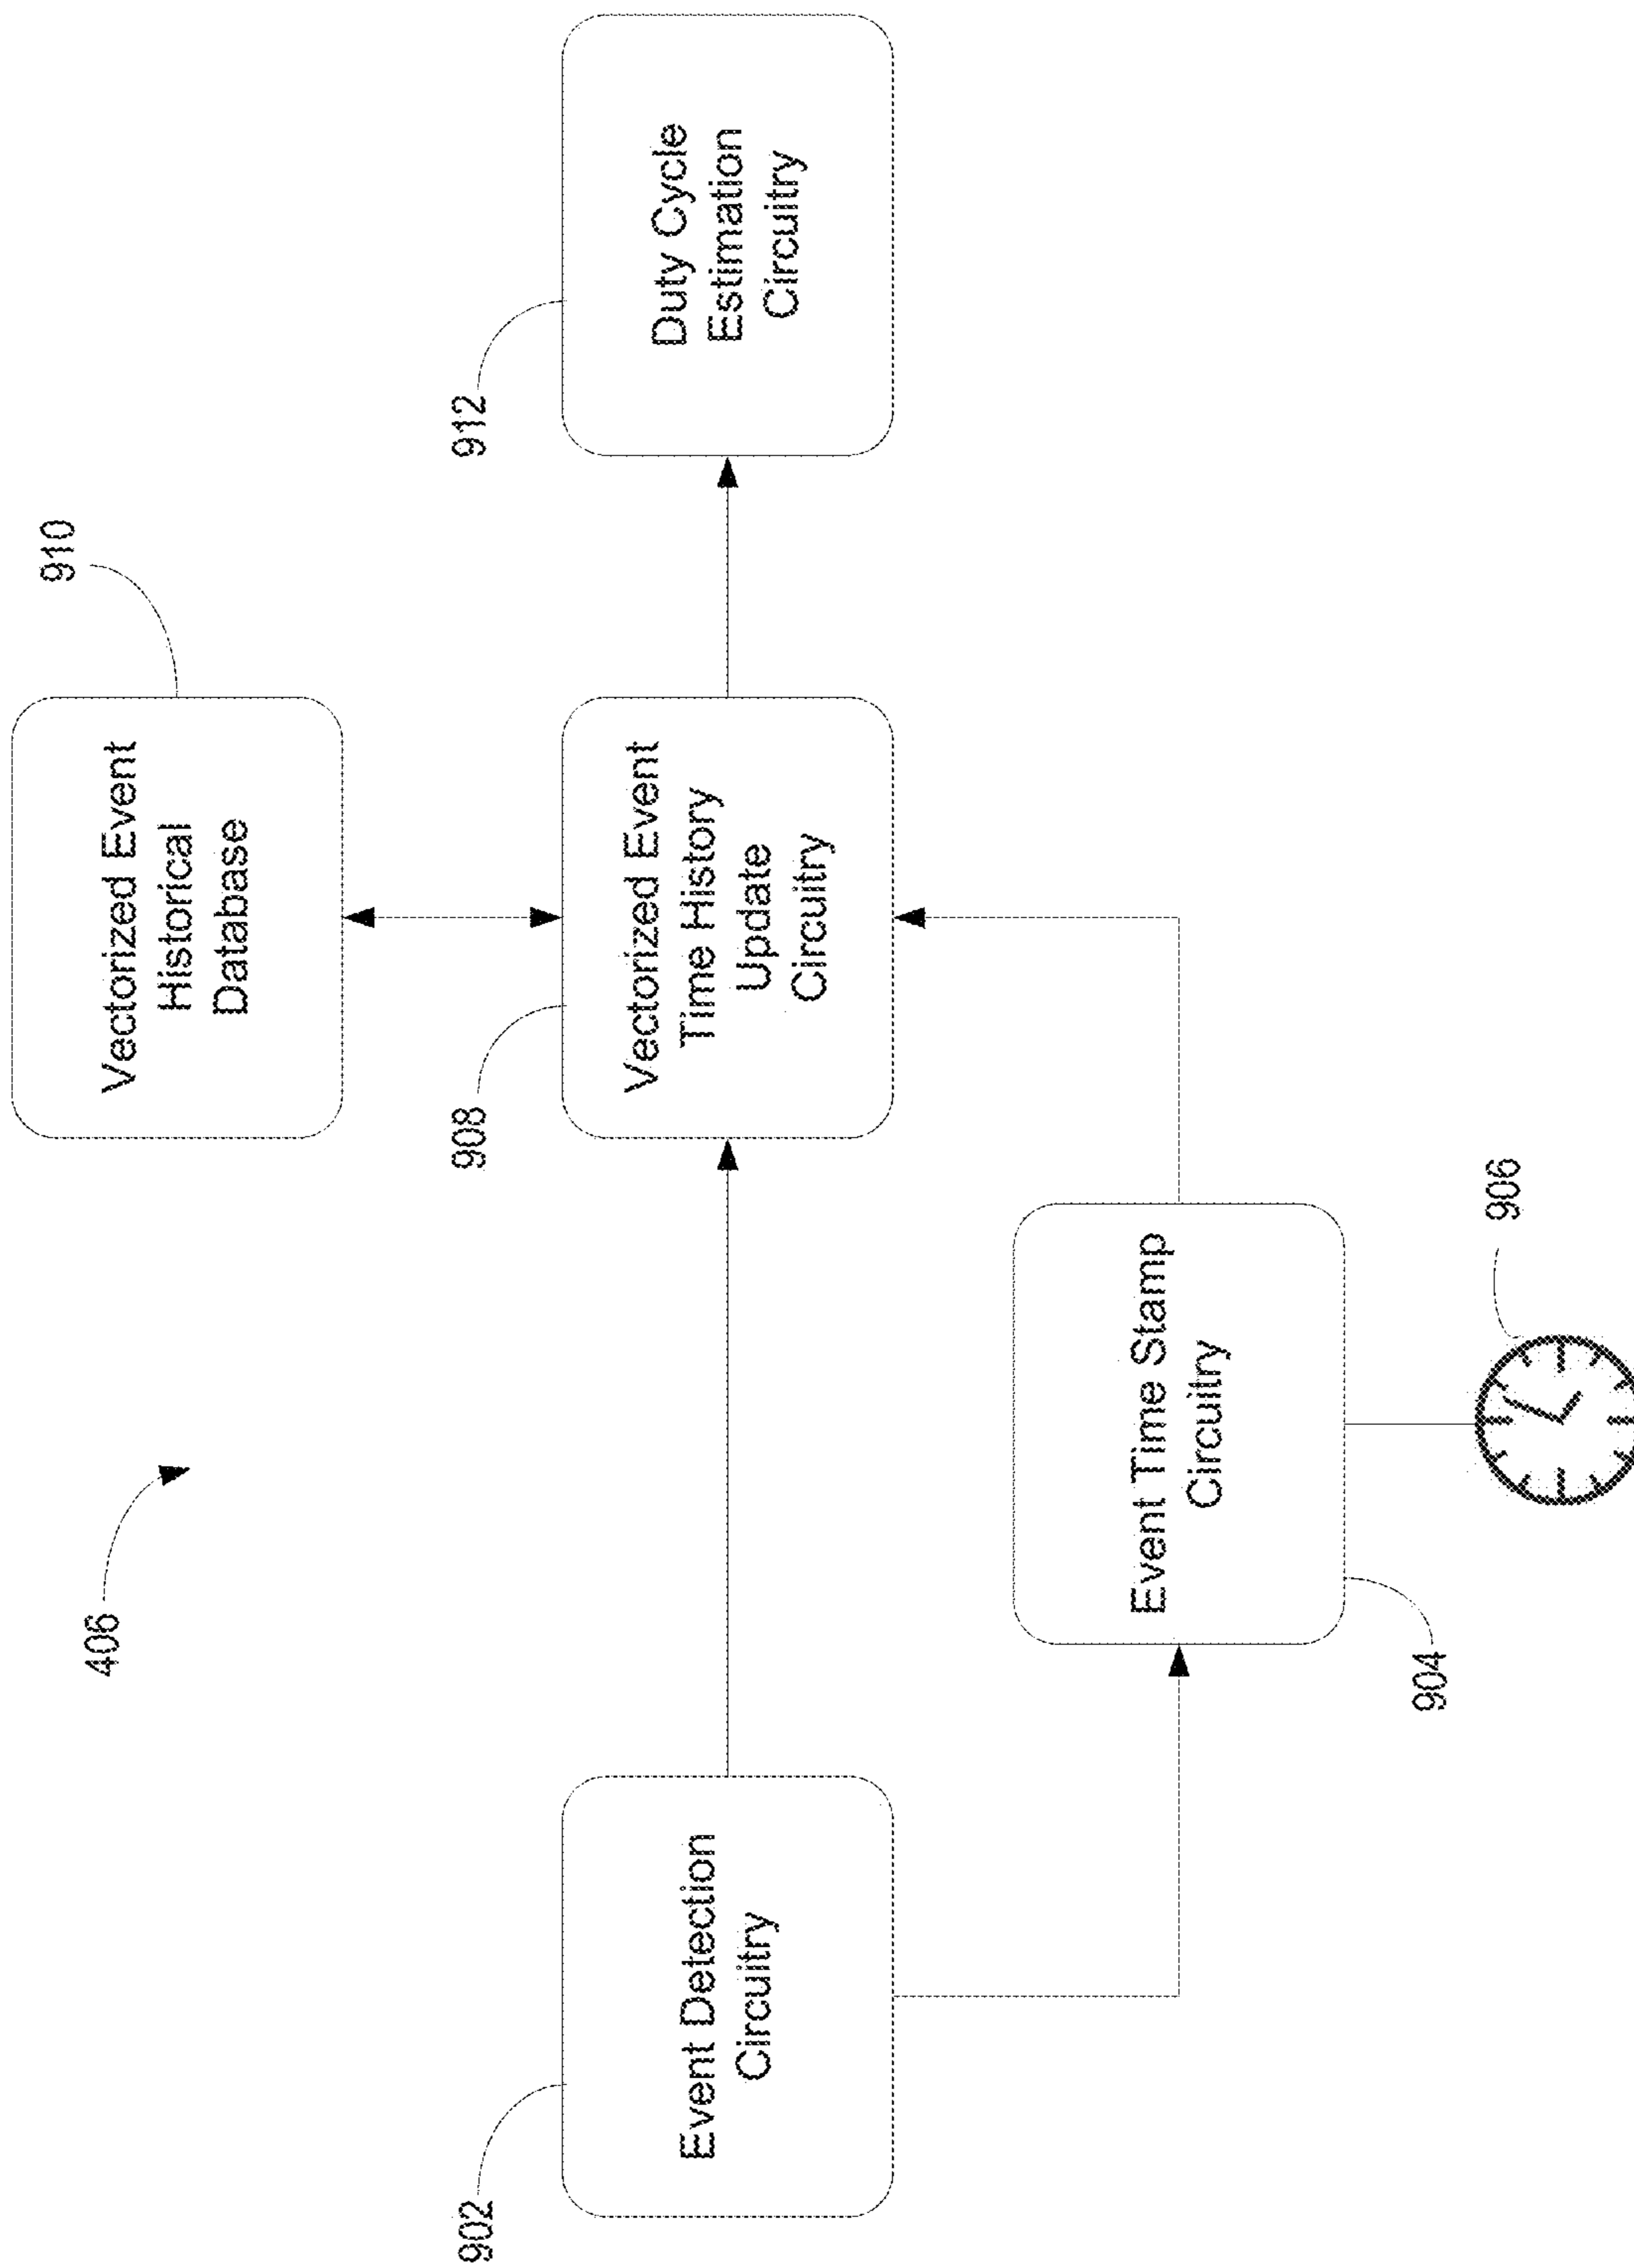 406
910
Vectorized Event
Historical
Database
902
Event Detection
Circuitry
908
Vectorized Event
Time History
Update
Circuitry
912
Duty Cycle
Estimation
Circuitry
904
Event Time Stamp
Circuitry
906